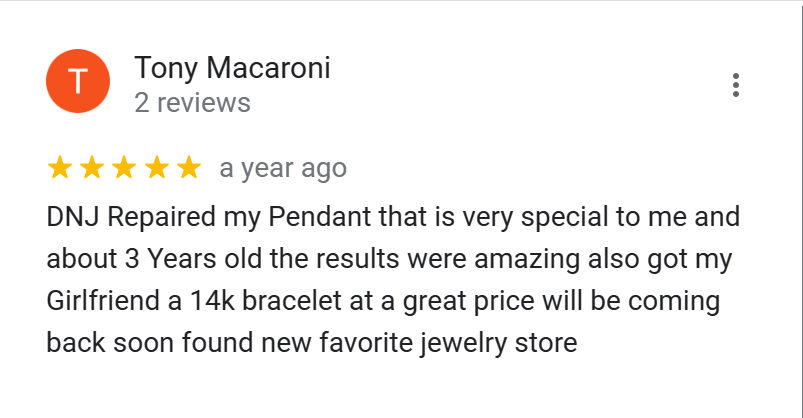 T
Tony Macaroni
2 reviews
a year ago
DNJ Repaired my Pendant that is very special to me and
about 3 Years old the results were amazing also got my
Girlfriend a 14k bracelet at a great price will be coming
back soon found new favorite jewelry store